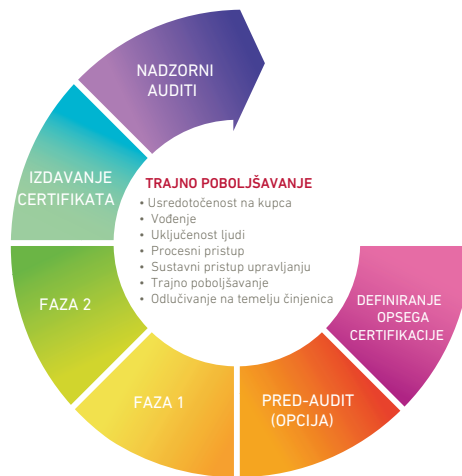 NADZORNI
AUDITI
IZDAVANJE
CERTIFIKATA
TRAJNO POBOLJŠAVANJE
• Usredotočenost na kupca
• Vođenje
• Uključenost ljudi
• Procesni pristup
• Sustavni pristup upravljanju
• Trajno poboljšavanje
• Odlučivanje na temelju činjenica
FAZA 2
DEFINIRANJE
OPSEGA
CERTIFIKACIJE
FAZA 1
PRED-AUDIT
(OPCIJA)